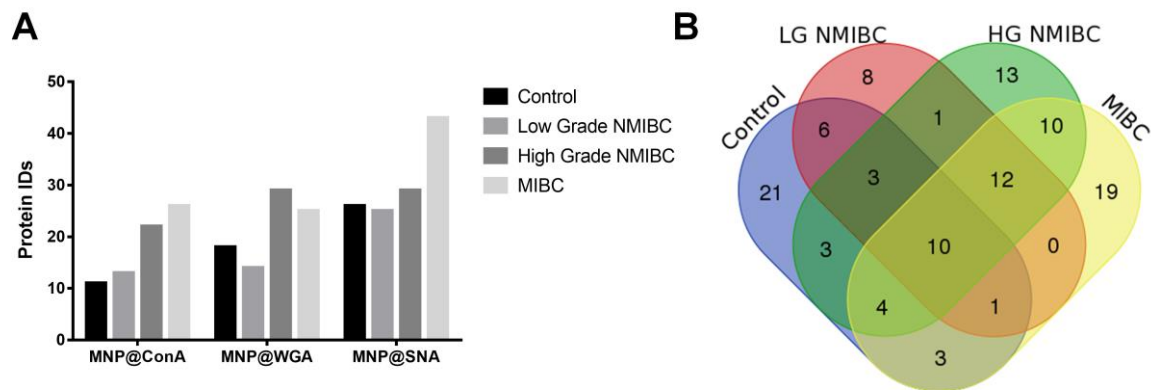 A
Protein IDs
50
40
30
20
10
0
MNP@ConA MNP@WGA MNP@SNA
Control
Low Grade NMIBC
High Grade NMIBC
MIBC
B
LG NMIBC HG NMIBC
Control MIBC
8 13
6 1 10
21 3 12 19
3 10 0
4 1
3